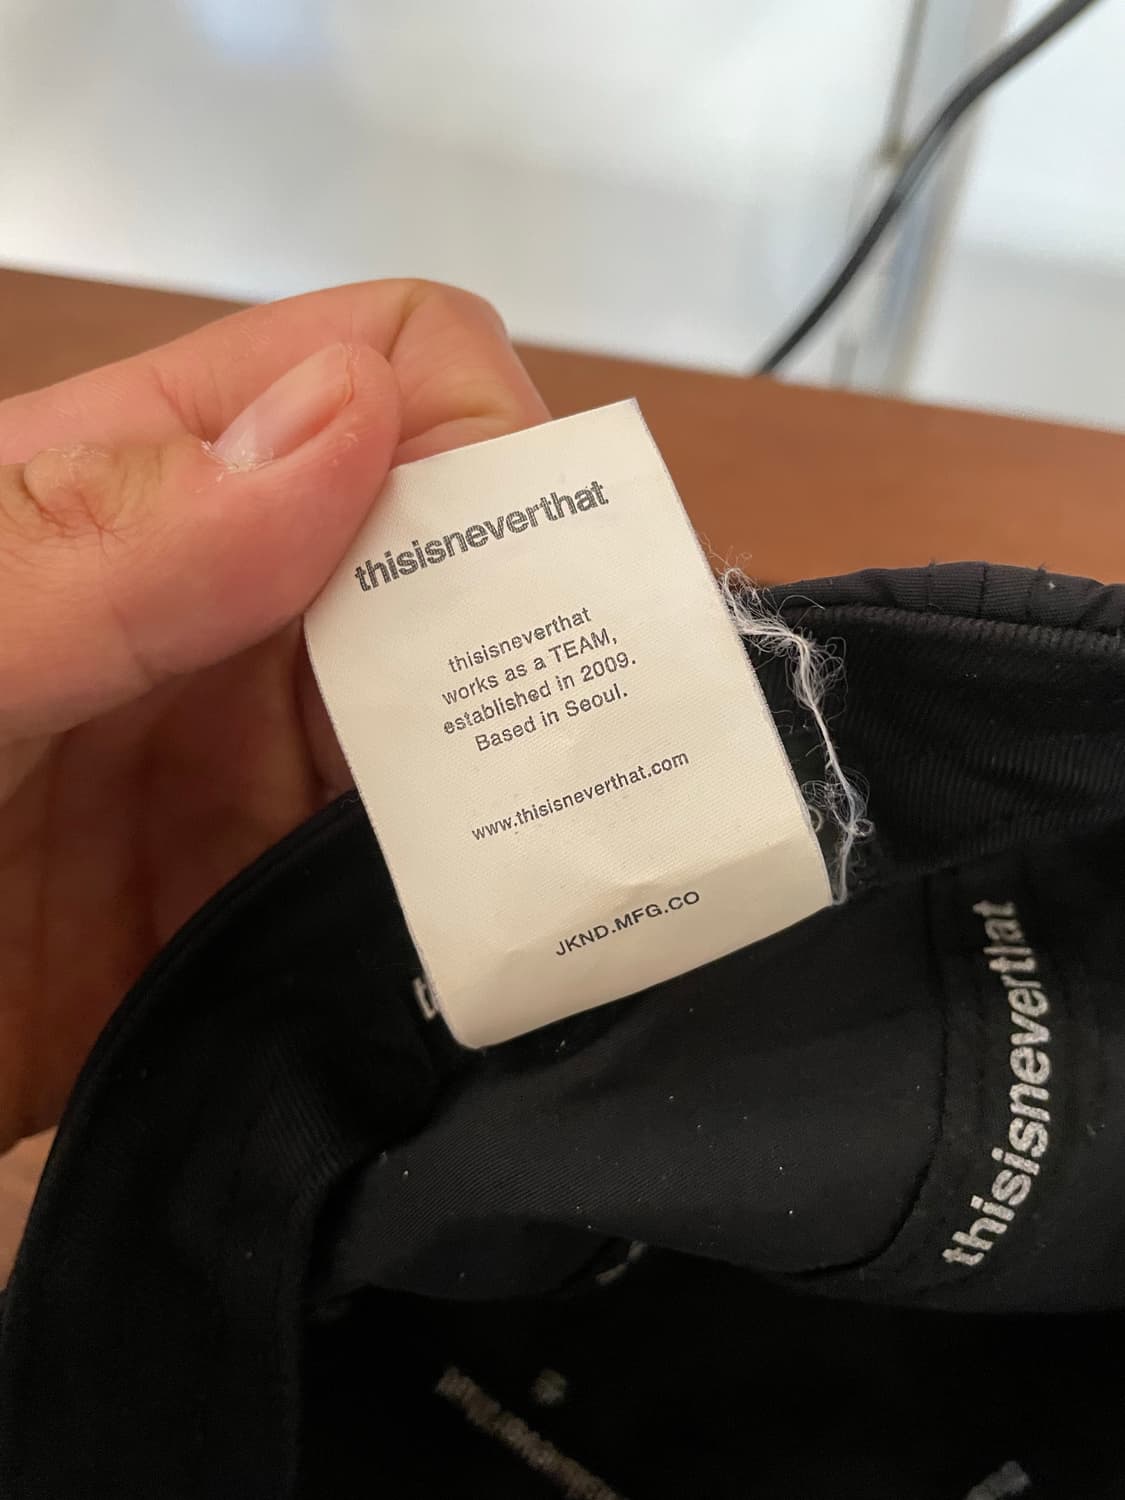 thisisneverthat
thisisneverthat
works as a TEAM,
established in 2009.
Based in Seoul.
www.thisisneverthat.com
JKND.MFG.CO
thisisneverthat